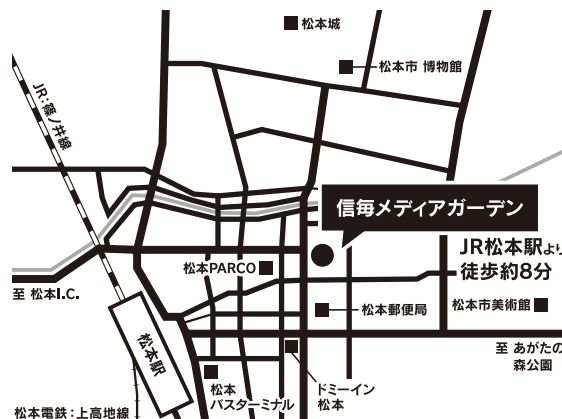 松本城
松本市 博物館
JR:篠ノ井線
信毎メディアガーデン
JR松本駅より
徒歩約8分
松本PARCO
至 松本I.C.
松本郵便局
松本市美術館
松本駅
至 あがたの
森公園
松本
バスターミナル
ドミーイン
松本
松本電鉄:上高地線